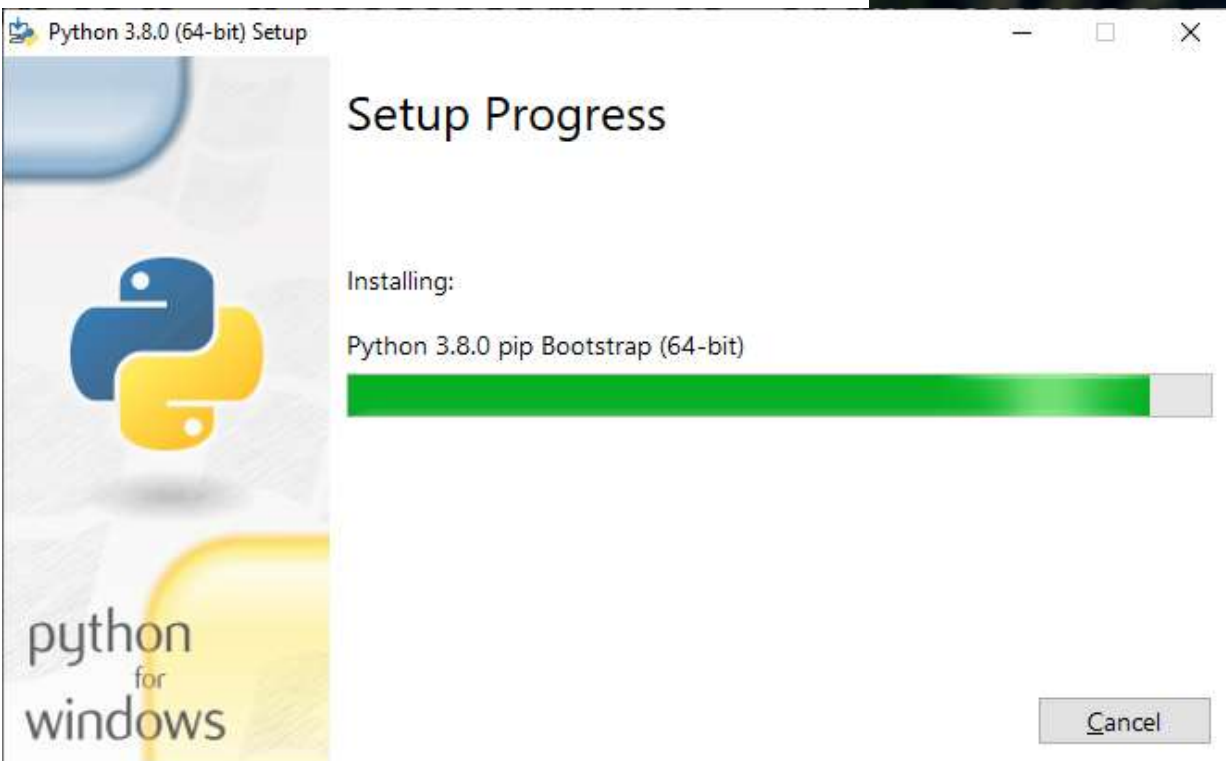 Python 3.8.0 (64-bit) Setup
Setup Progress
Installing:
Python 3.8.0 pip Bootstrap (64-bit)
python
for
windows
Cancel